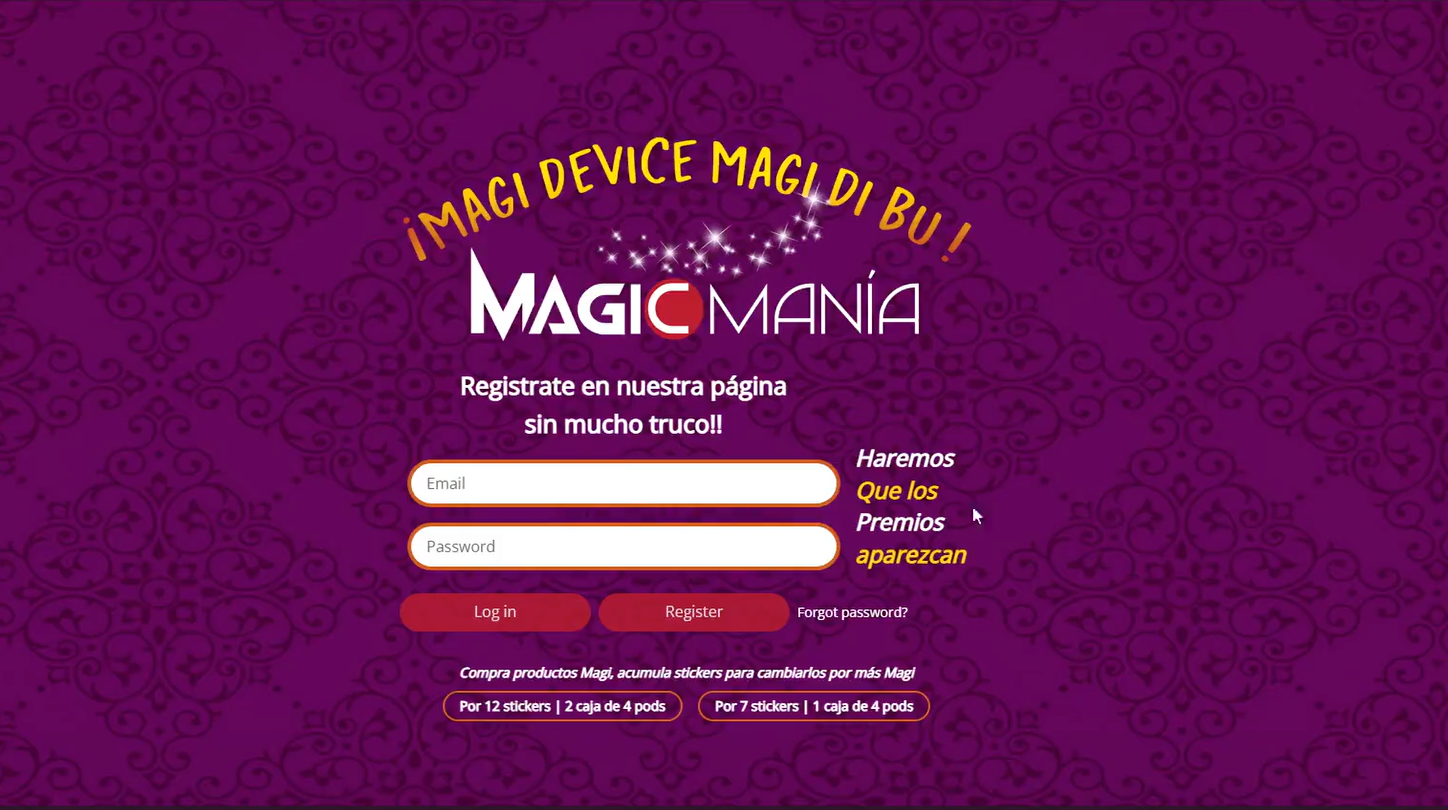 ¡MAGI DEVICE MAGI DI BU !
MAGICMANÍA
Registrate en nuestra página
sin mucho truco!!
Email
Password
Haremos
Que los
Premios
aparezcan
Log in
Register
Forgot password?
Compra productos Magi, acumula stickers para cambiarlos por más Magi
Por 12 stickers | 2 caja de 4 pods
Por 7 stickers | 1 caja de 4 pods